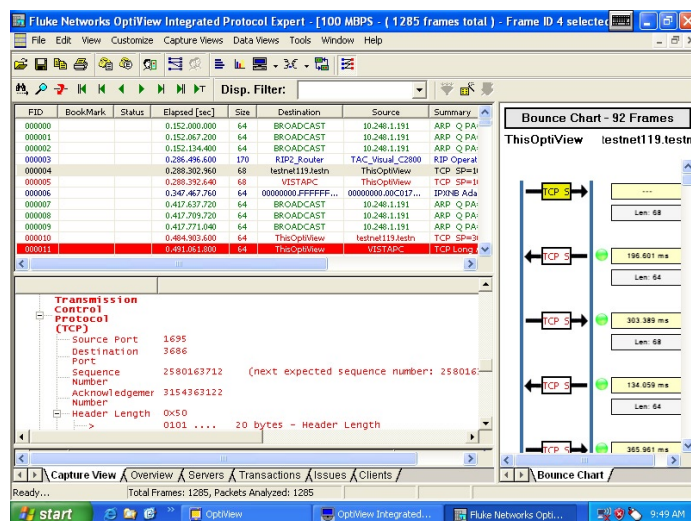 Fluke Networks OptiView Integrated Protocol Expert - [100 MBPS - ( 1285 frames total ) - Frame ID 4 selected
File Edit View Customize Capture Views Data Views Tools Window Help
Disp. Filter:
FID BookMark Status Elapsed [sec] Size Destination Source Summary
000000 0.152.000.000 64 BROADCAST 10.248.1.191 ARP Q PA
000001 0.152.067.200 64 BROADCAST 10.248.1.191 ARP Q PA
000002 0.152.134.400 64 BROADCAST 10.248.1.191 ARP Q PA
000003 0.286.496.600 170 RIP2_Router TAC_Visual_C2800 RIP Operat
000004 0.288.302.960 68 testnet119.testn ThisOptiView TCP SP=1
000005 0.288.392.640 68 VISTAPC ThisOptiView TCP SP=1
000006 0.347.467.760 64 00000000.FFFFFF... 00000000.00C017... IPXNB Ada
000007 0.417.637.720 64 BROADCAST 10.248.1.191 ARP Q PA
000008 0.417.709.720 64 BROADCAST 10.248.1.191 ARP Q PA
000009 0.417.771.040 64 BROADCAST 10.248.1.191 ARP Q PA
000010 0.484.903.600 64 ThisOptiView testnet119.testn TCP SP=3
000011 0.491.061.800 64 ThisOptiView VISTAPC TCP Long
Transmission
Control
Protocol
(TCP)
Source Port 1695
Destination 3686
Port
Sequence 2580163712 (next expected sequence number: 258016
Number
Acknowledgemer 3154363122
Number
Header Length 0x50
--> 0101 .... 20 bytes - Header Length
Capture View Overview Servers Transactions Issues Clients
Bounce Chart - 92 Frames
ThisOptiView testnet119.testn
TCP S ---
Len: 68
TCP S 196.601 ms
Len: 64
TCP S 303.389 ms
Len: 68
TCP S 134.059 ms
Len: 64
TCP S 365.961 ms
Bounce Chart
Ready... Total Frames: 1285, Packets Analyzed: 1285
start OptiView OptiView Integrated... Fluke Networks Opti... 9:49 AM